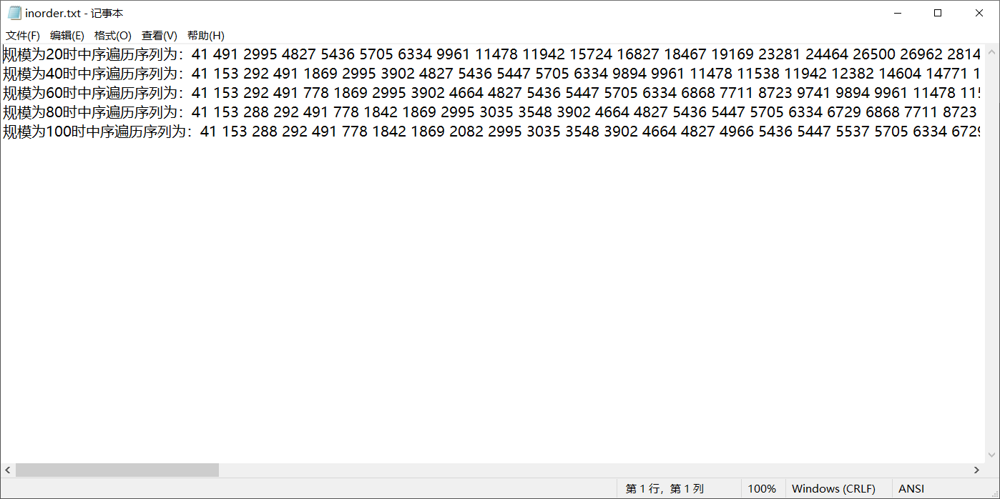 inorder.txt - 记事本
文件(F) 编辑(E) 格式(O) 查看(V) 帮助(H)
规模为20时中序遍历序列为：41 491 2995 4827 5436 5705 6334 9961 11478 11942 15724 16827 18467 19169 23281 24464 26500 26962 2814
规模为40时中序遍历序列为：41 153 292 491 1869 2995 3902 4827 5436 5447 5705 6334 9894 9961 11478 11538 11942 12382 14604 14771 1
规模为60时中序遍历序列为：41 153 292 491 778 1869 2995 3902 4664 4827 5436 5447 5705 6334 6868 7711 8723 9741 9894 9961 11478 115
规模为80时中序遍历序列为：41 153 288 292 491 778 1842 1869 2995 3035 3548 3902 4664 4827 5436 5447 5705 6334 6729 6868 7711 8723
规模为100时中序遍历序列为：41 153 288 292 491 778 1842 1869 2082 2995 3035 3548 3902 4664 4827 4966 5436 5447 5537 5705 6334 6729
第 1 行，第 1 列 100% Windows (CRLF) ANSI